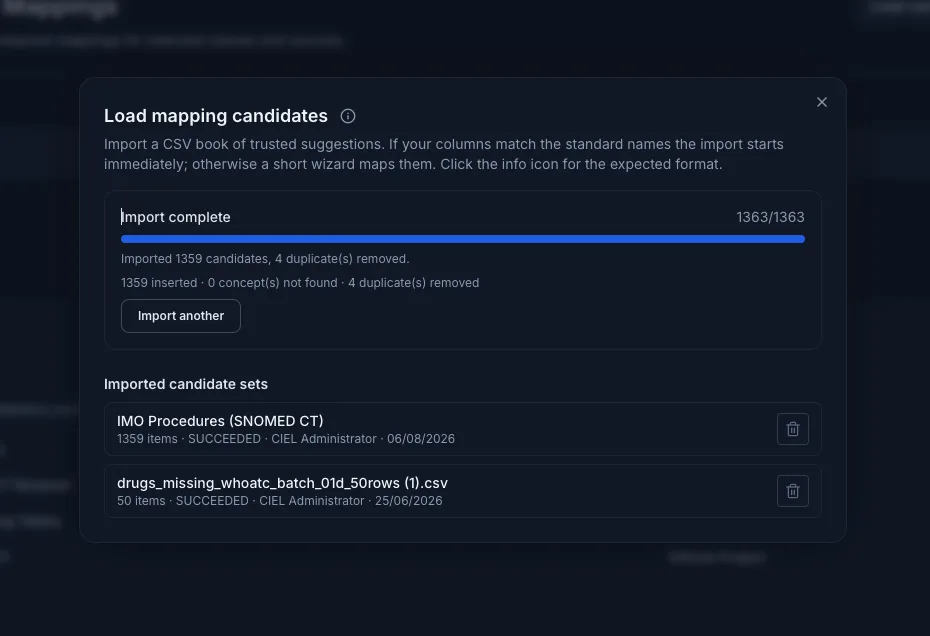 Mappings
Load mapping candidates
Import a CSV book of trusted suggestions. If your columns match the standard names the import starts
immediately; otherwise a short wizard maps them. Click the info icon for the expected format.
Import complete
1363/1363
Imported 1359 candidates, 4 duplicate(s) removed.
1359 inserted · 0 concept(s) not found · 4 duplicate(s) removed
Import another
Imported candidate sets
IMO Procedures (SNOMED CT)
1359 items · SUCCEEDED · CIEL Administrator · 06/08/2026
drugs_missing_whoatc_batch_01d_50rows (1).csv
50 items · SUCCEEDED · CIEL Administrator · 25/06/2026